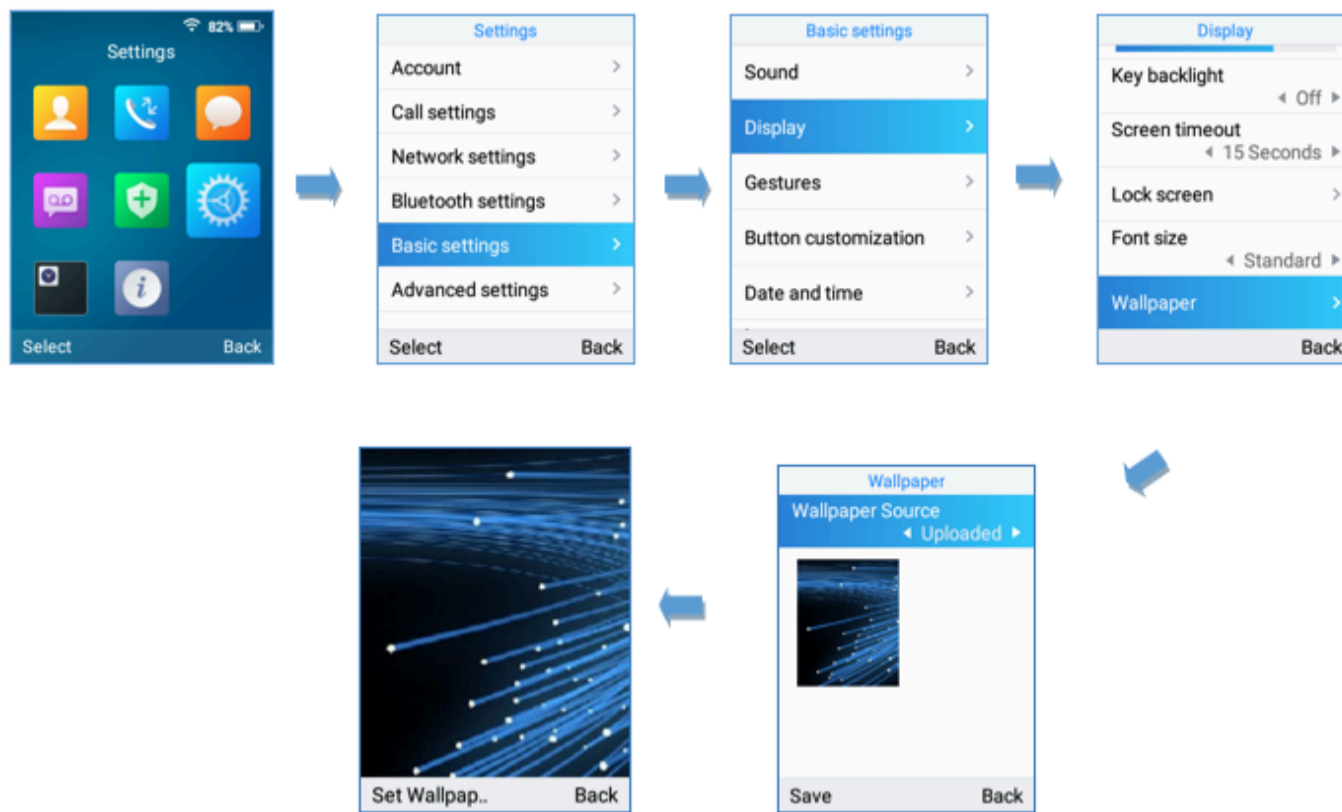 82%
Settings
Select Back
Settings
Account
Call settings
Network settings
Bluetooth settings
Basic settings
Advanced settings
Select Back
Basic settings
Sound
Display
Gestures
Button customization
Date and time
Select Back
Display
Key backlight
Off
Screen timeout
15 Seconds
Lock screen
Font size
Standard
Wallpaper
Back
Wallpaper
Wallpaper Source
Uploaded
Save Back
Set Wallpap.. Back